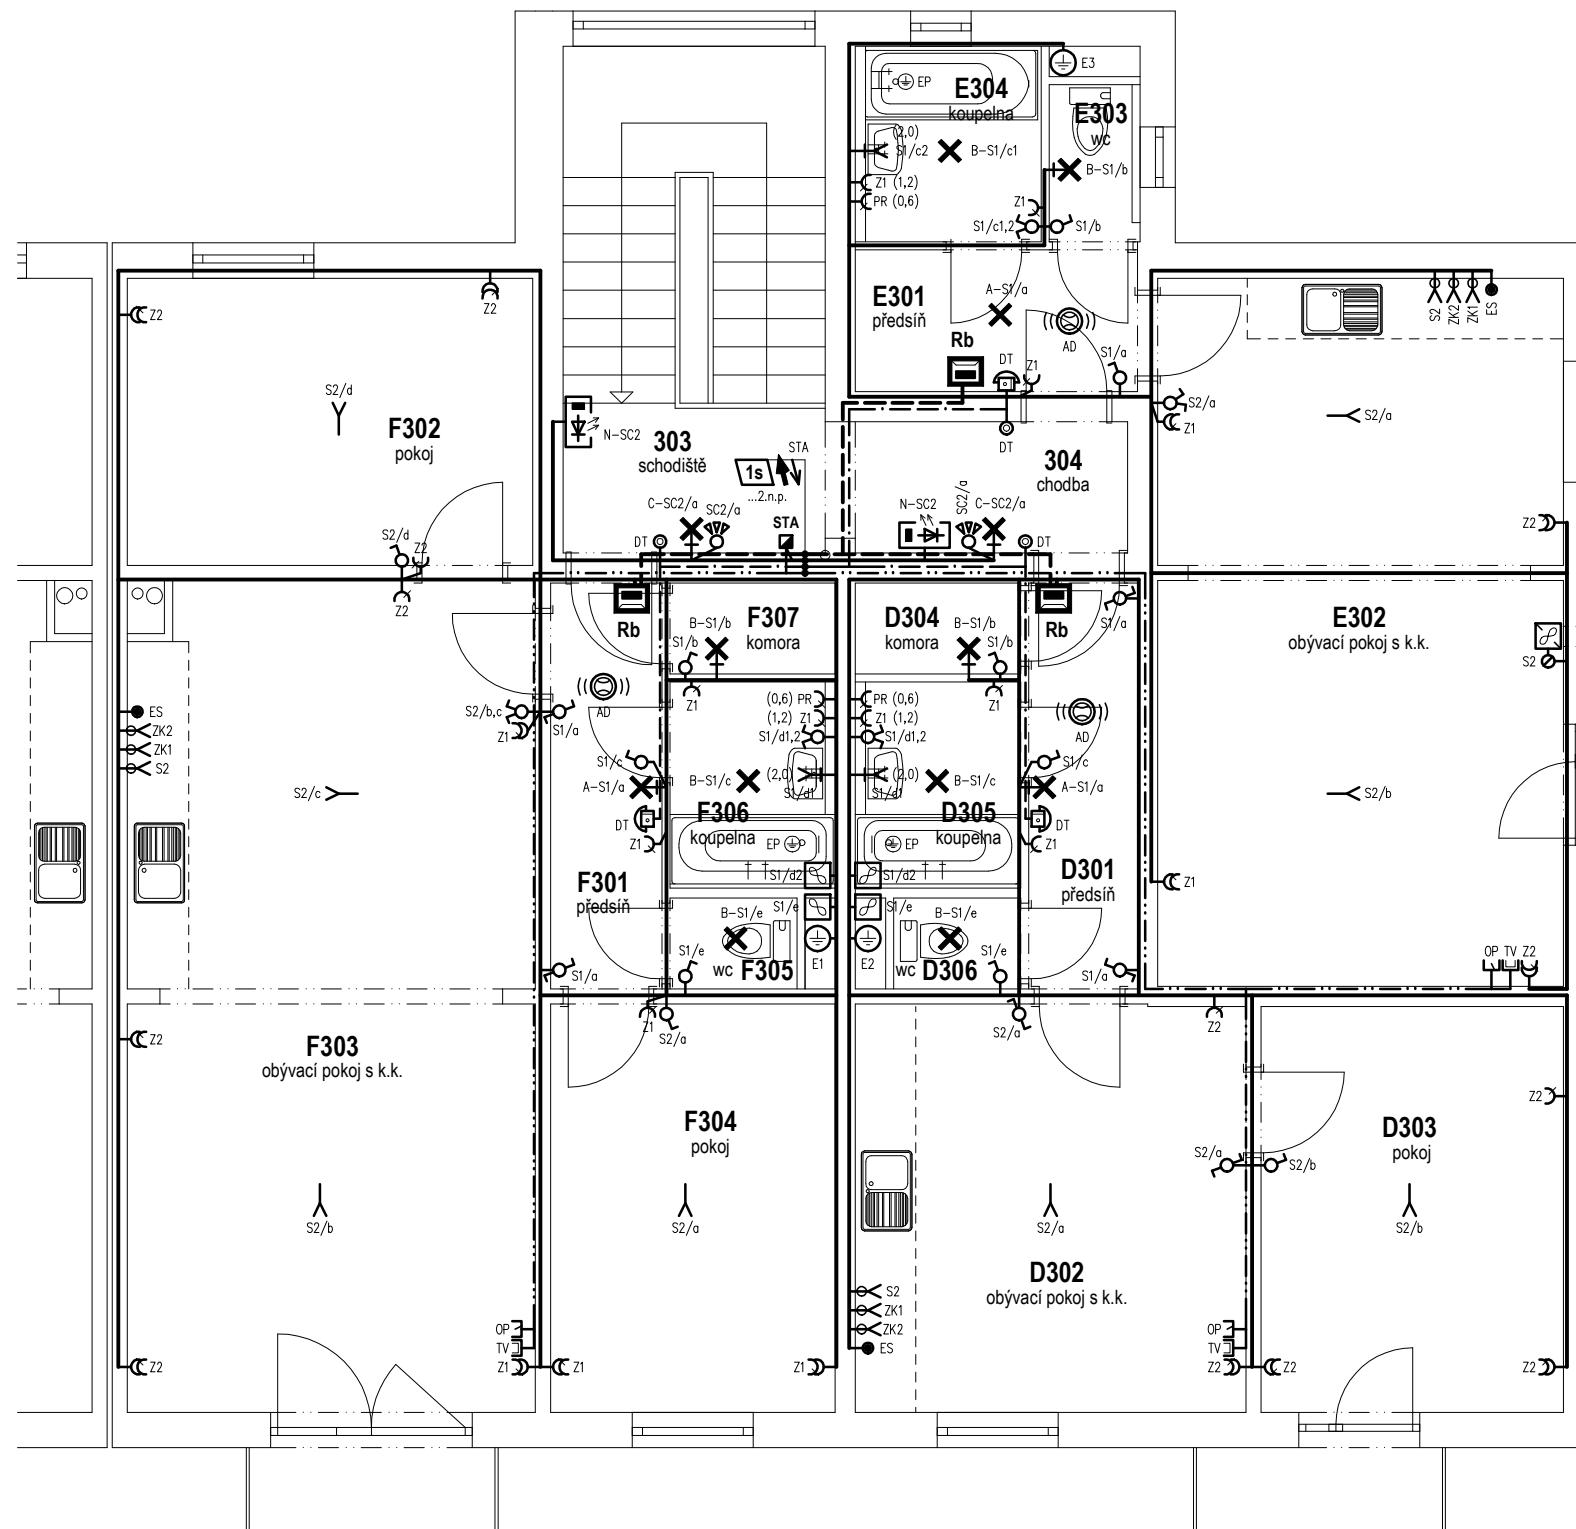 E3
EP
E304
koupelna
E303
WC
(2,0)
S1/c2
B-S1/c1
B-S1/b
Z1 (1,2)
PR (0,6)
Z1
S1/c1,2
S1/b
E301
předsíň
A-S1/a
AD
Rb
DT
Z1
S1/a
S2
ZK2
ZK1
ES
Z2
Z2
S2/d
F302
pokoj
N-SC2
303
schodiště
STA
1s
...2.n.p.
C-SC2/a
SC2/a
STA
DT
DT
304
chodba
N-SC2
SC2/a
C-SC2/a
DT
S2/a
Z1
S2/a
Z2
S2/d
Z2
Z2
Rb
F307
komora
B-S1/b
S1/b
Z1
D304
komora
B-S1/b
S1/b
Z1
Rb
S1/a
E302
obývací pokoj s k.k.
S2
ES
ZK2
ZK1
S2
S2/b,c
Z1
S1/a
AD
(0,6) PR
(1,2) Z1
S1/d1,2
PR (0,6)
Z1 (1,2)
S1/d1,2
AD
S2/c
S1/c
A-S1/a
B-S1/c
(2,0)
S1/d1
(2,0)
S1/d1
B-S1/c
S1/c
A-S1/a
S2/b
DT
Z1
F306
koupelna
EP
EP
D305
koupelna
DT
Z1
F301
předsíň
S1/d2
S1/d2
D301
předsíň
Z1
S1/e
S1/e
B-S1/e
B-S1/e
S1/a
S1/e
WC
F305
E1
E2
WC
D306
S1/e
S1/a
OP
TV
Z2
Z1
S2/a
S2/a
Z2
Z2
F303
obývací pokoj s k.k.
F304
pokoj
D303
pokoj
Z2
S2/a
S2/b
S2/b
S2/a
S2/a
S2/b
D302
obývací pokoj s k.k.
S2
ZK1
ZK2
ES
OP
TV
Z1
Z2
Z1
Z1
OP
TV
Z2
Z2
Z2